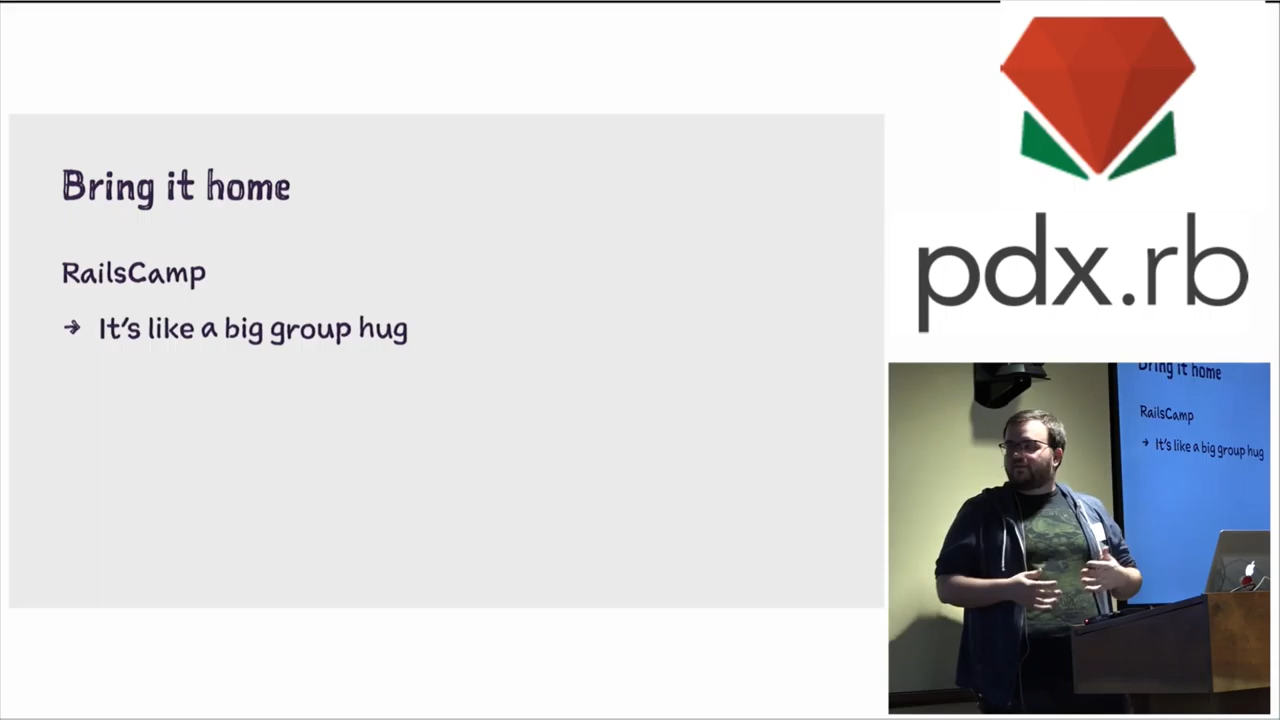 Bring it home
RailsCamp
→ It's like a big group hug
pdx.rb
Bring it home
RailsCamp
→ It's like a big group hug